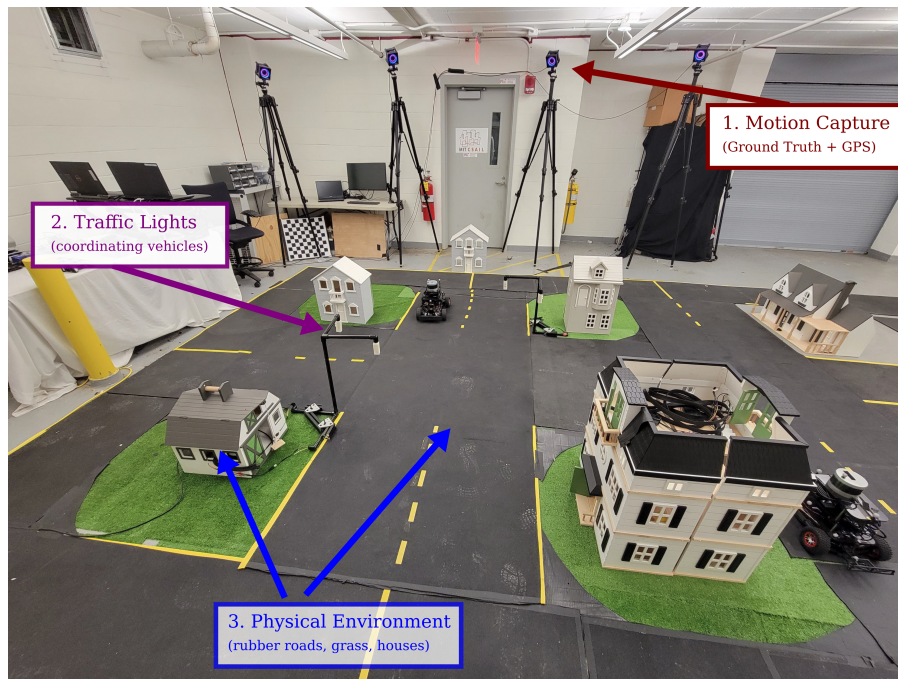 1. Motion Capture
(Ground Truth + GPS)
2. Traffic Lights
(coordinating vehicles)
3. Physical Environment
(rubber roads, grass, houses)